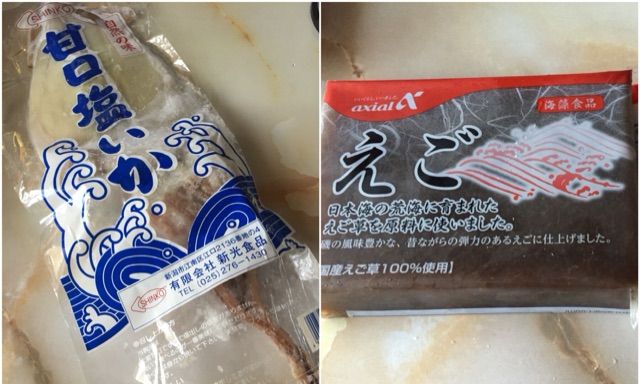 SHINKO
自然の味
甘口塩いか
新潟市江南区江口2136番地の4
有限会社 新光食品
TEL (025)276-1430
SHINKO
axial
海藻食品
えご
日本海の荒海に育まれた
えご草を原料に使いました。
磯の風味豊かな、昔ながらの弾力のあるえごに仕上げました。
国産えご草100%使用】